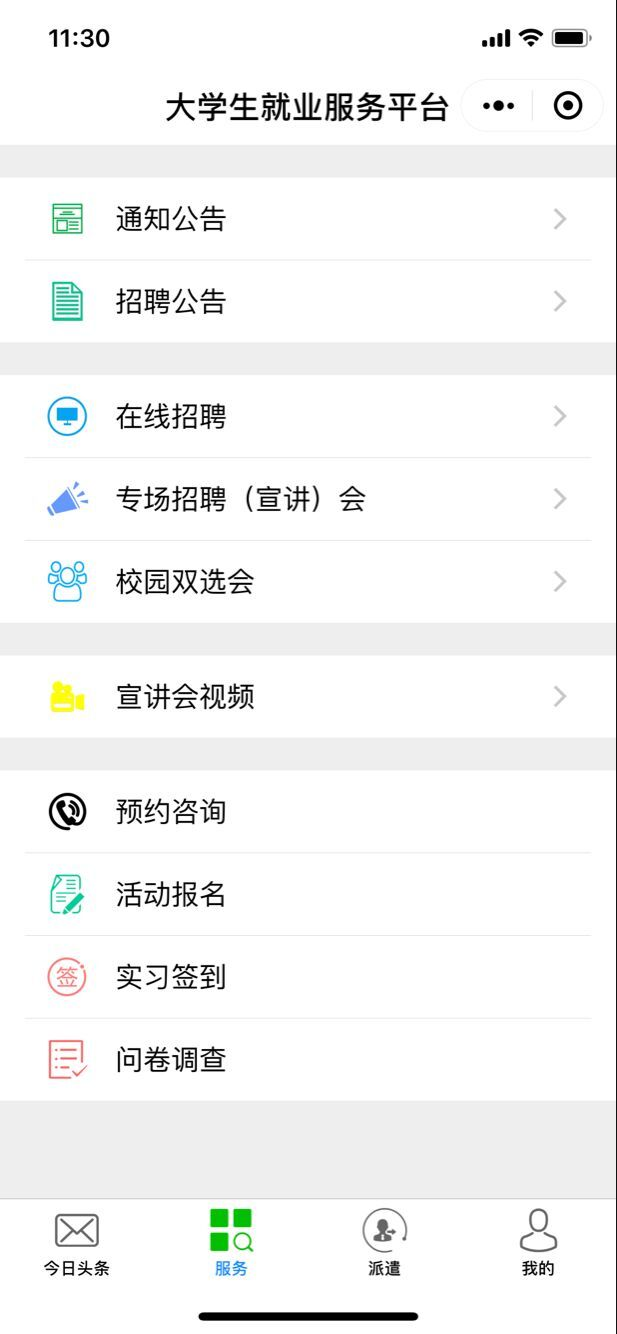 11:30
大学生就业服务平台
通知公告
招聘公告
在线招聘
专场招聘（宣讲）会
校园双选会
宣讲会视频
预约咨询
活动报名
签
实习签到
问卷调查
今日头条
服务
派遣
我的